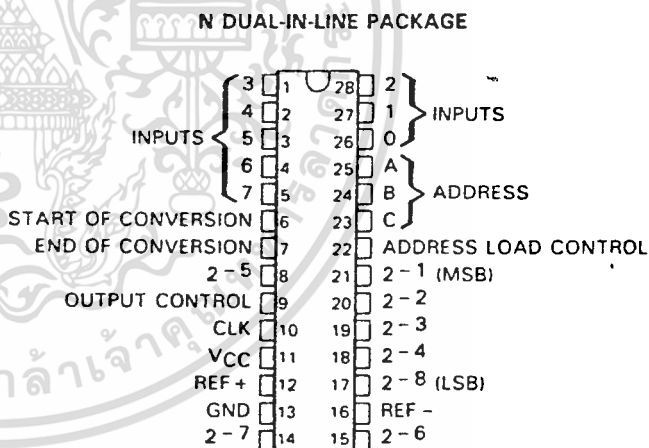 N DUAL-IN-LINE PACKAGE
3 1 28 2
4 2 27 1
INPUTS 5 3 26 0 INPUTS
6 4 25 A
7 5 24 B ADDRESS
START OF CONVERSION 6 23 C
END OF CONVERSION 7 22 ADDRESS LOAD CONTROL
2-5 8 21 2-1 (MSB)
OUTPUT CONTROL 9 20 2-2
CLK 10 19 2-3
VCC 11 18 2-4
REF+ 12 17 2-8 (LSB)
GND 13 16 REF-
2-7 14 15 2-6